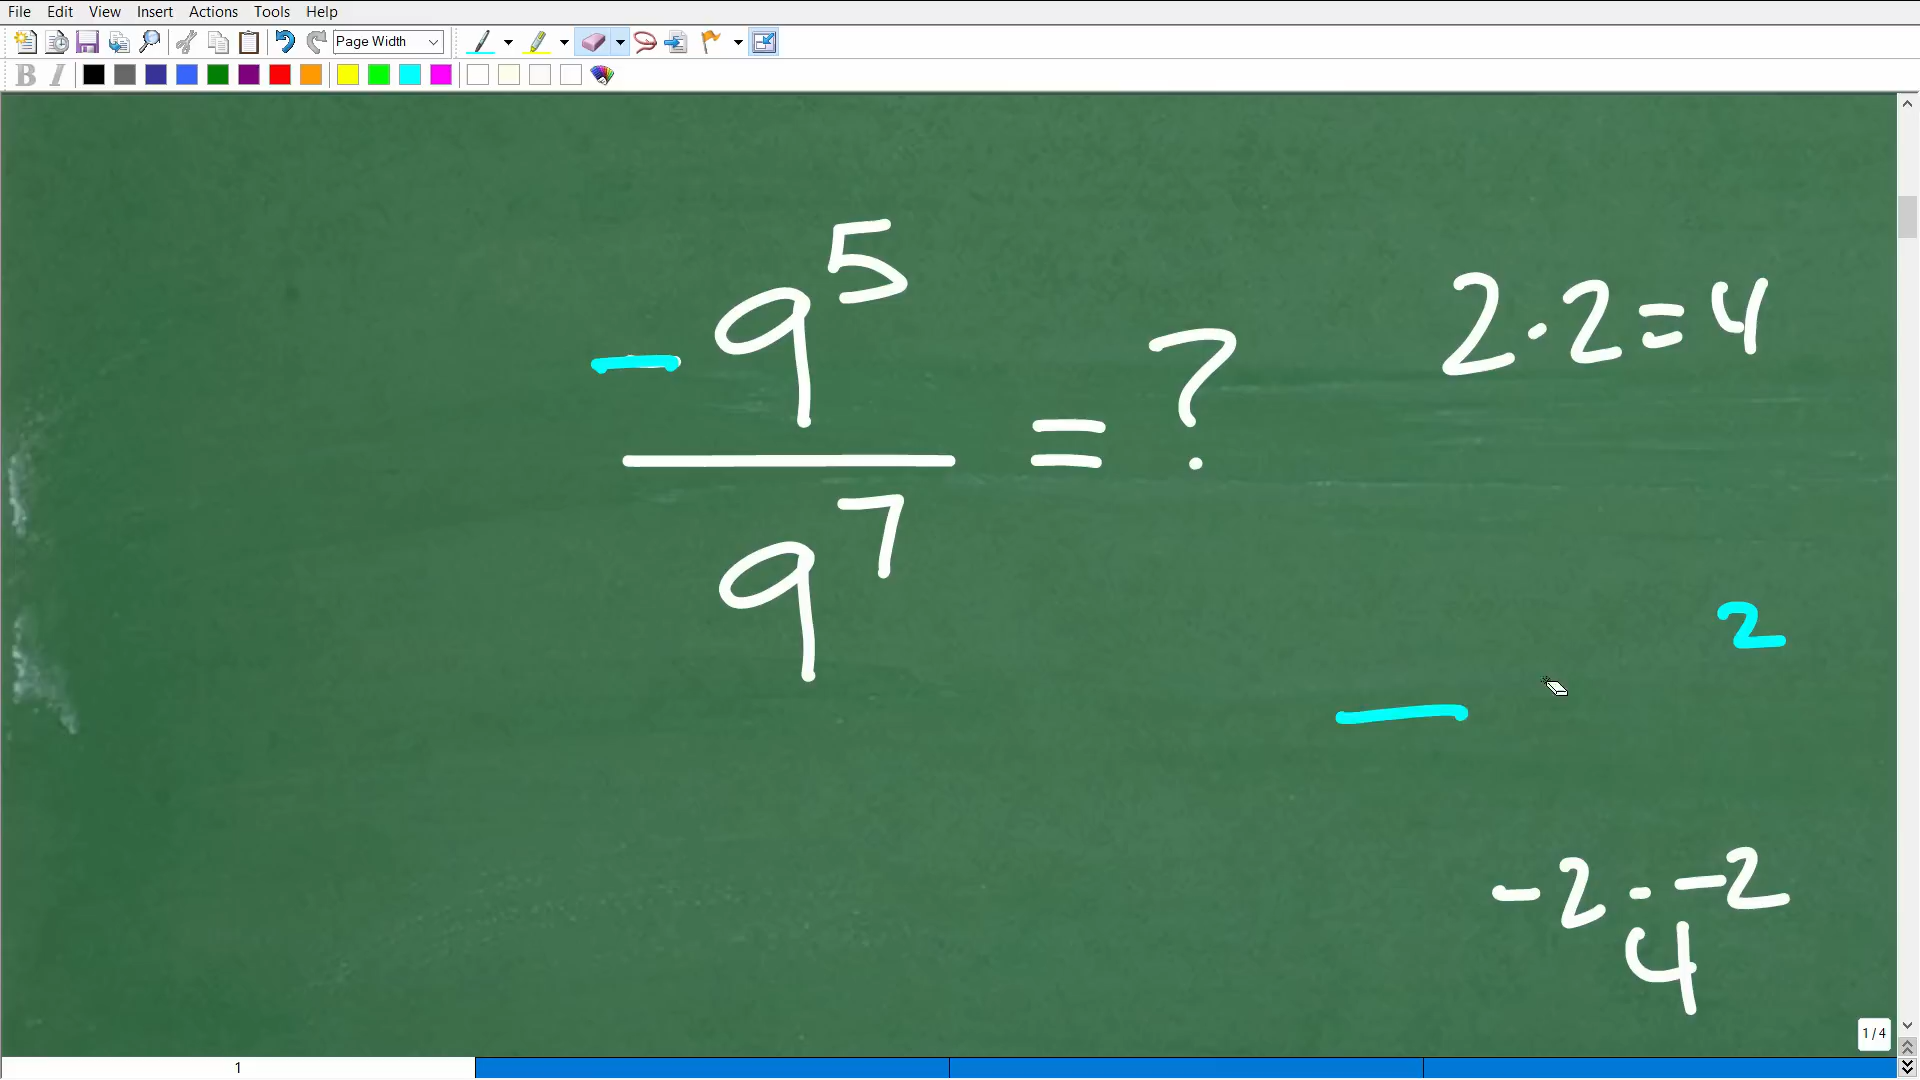 File Edit View Insert Actions Tools Help
Page Width
B I
- 9^5
2 · 2 = 4
= ?
9^7
2
-2 · -2
4
1 / 4
1